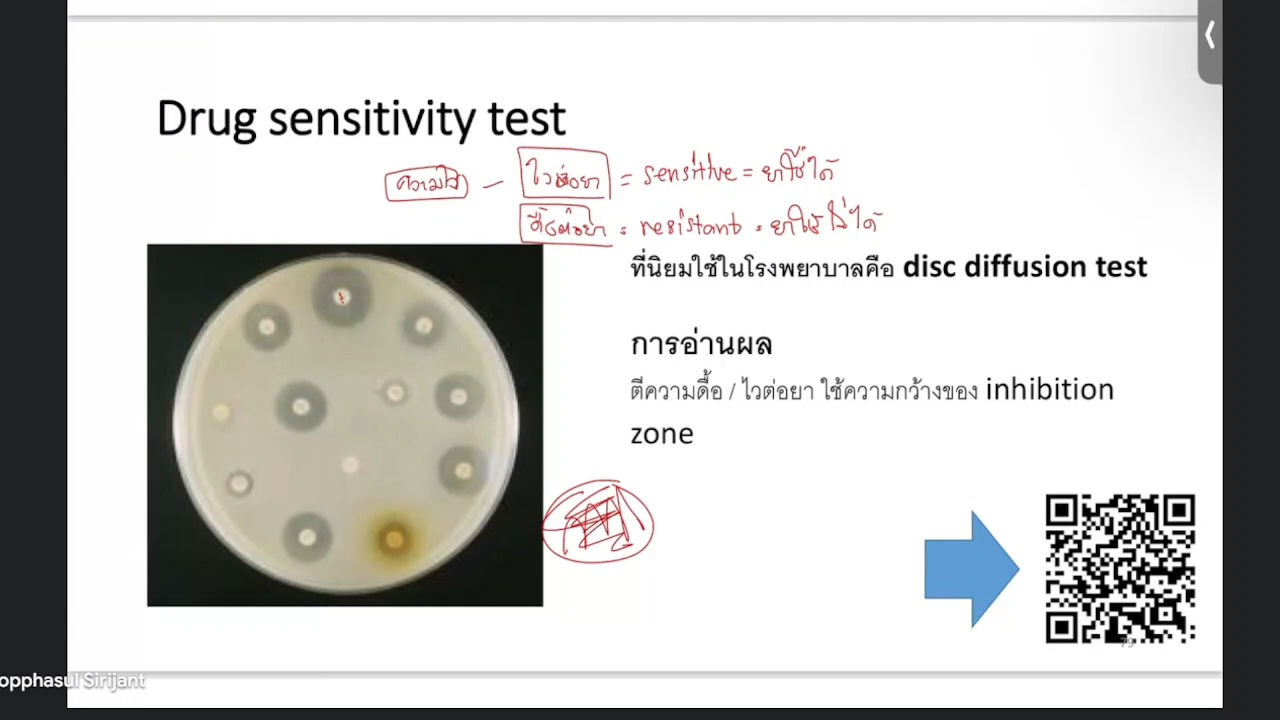 Drug sensitivity test
ความไว – ไวต่อยา = sensitive = ยาใช้ได้
ดื้อต่อยา = resistant = ยาใช้ไม่ได้
ที่นิยมใช้ในโรงพยาบาลคือ disc diffusion test
การอ่านผล
ตีความดื้อ / ไวต่อยา ใช้ความกว้างของ inhibition
zone
79
opphasul Sirijant